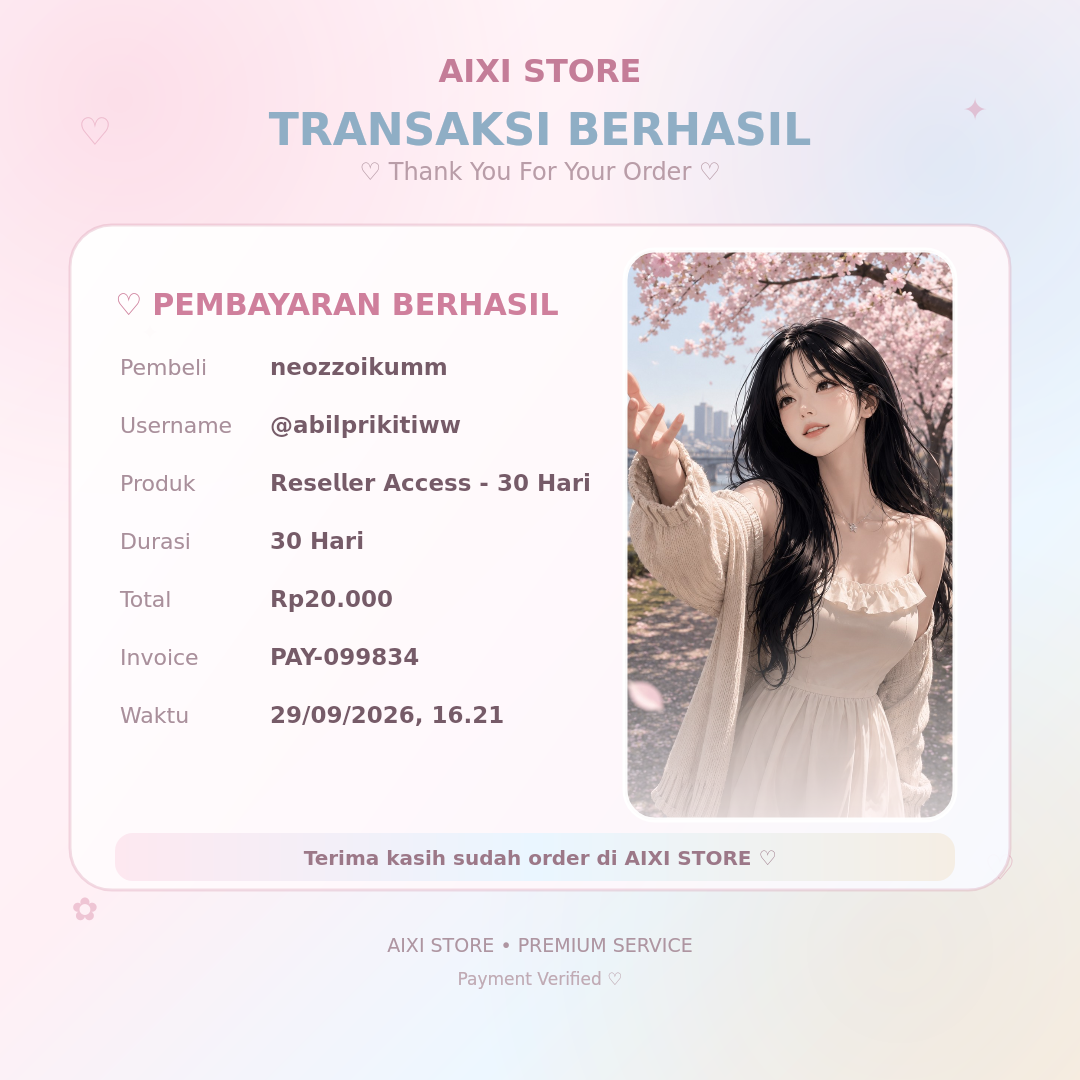 AIXI STORE
TRANSAKSI BERHASIL
♡ Thank You For Your Order ♡
♡ PEMBAYARAN BERHASIL
Pembeli neozzoikumm
Username @abilprikitiww
Produk Reseller Access - 30 Hari
Durasi 30 Hari
Total Rp20.000
Invoice PAY-099834
Waktu 29/09/2026, 16.21
Terima kasih sudah order di AIXI STORE ♡
AIXI STORE • PREMIUM SERVICE
Payment Verified ♡